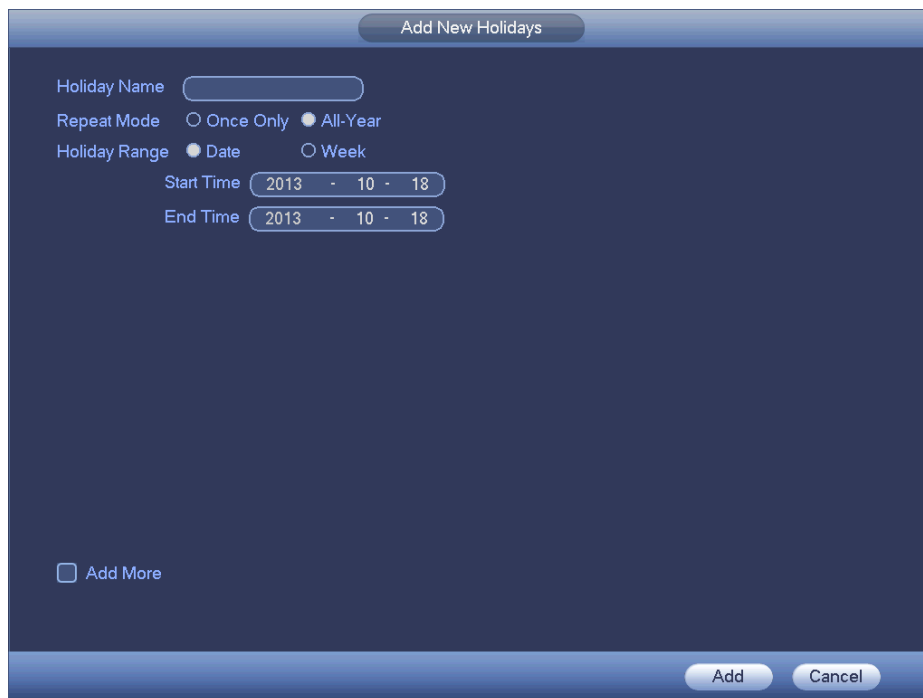 Add New Holidays
Holiday Name
Repeat Mode Once Only All-Year
Holiday Range Date Week
Start Time 2013 - 10 - 18
End Time 2013 - 10 - 18
Add More
Add Cancel